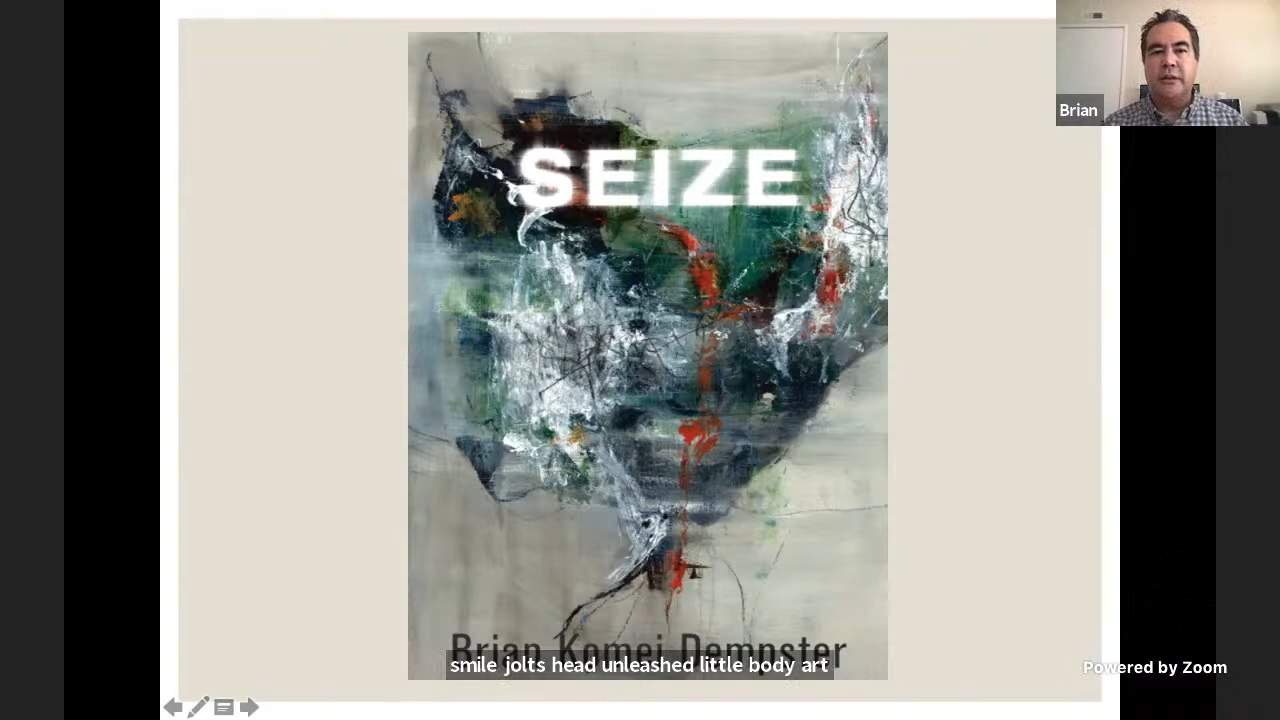 SEIZE
Brian
Brian Komei Dempster
smile jolts head unleashed little body art
Powered by Zoom